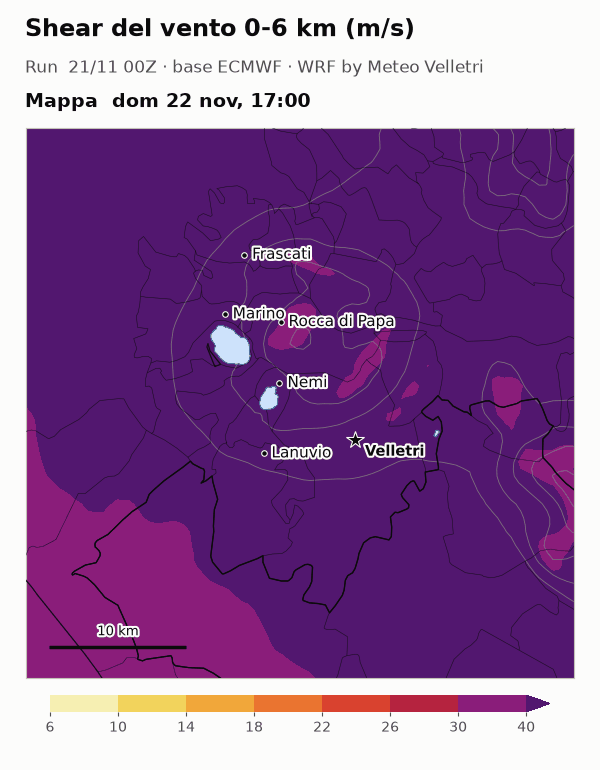 Shear del vento 0-6 km (m/s)
Run  21/11 00Z · base ECMWF · WRF by Meteo Velletri
Mappa  dom 22 nov, 17:00
Frascati
Marino
Rocca di Papa
Nemi
Velletri
Lanuvio
10 km
6 10 14 18 22 26 30 40